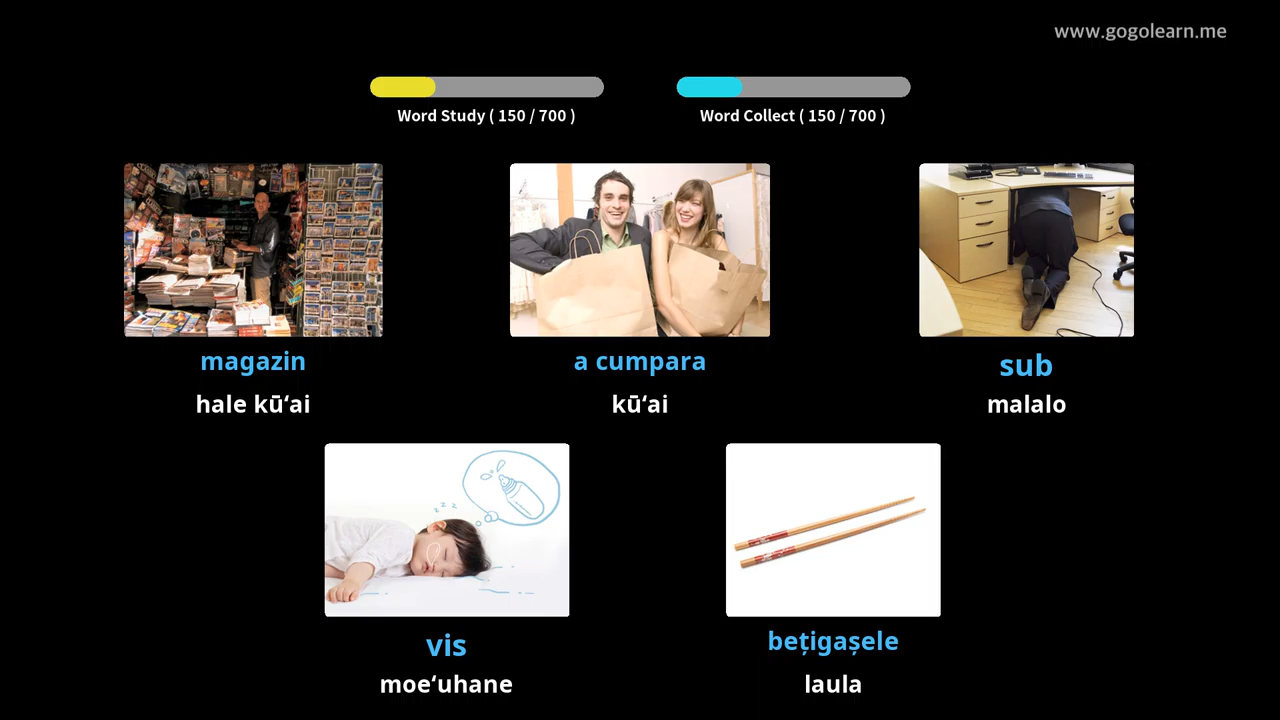 www.gogolearn.me
Word Study ( 150 / 700 )
Word Collect ( 150 / 700 )
magazin
hale kūʻai
a cumpara
kūʻai
sub
malalo
vis
moeʻuhane
bețigașele
laula